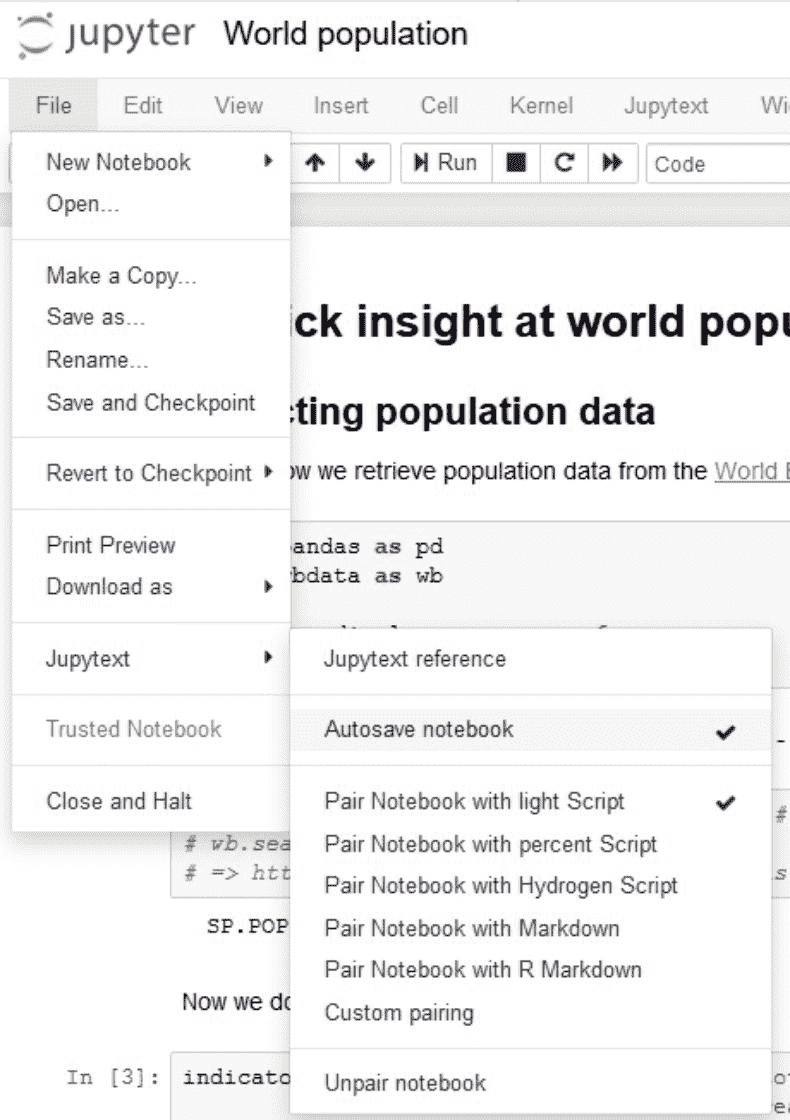 jupyter World population
File Edit View Insert Cell Kernel Jupytext
Run Code
New Notebook
Open...
Make a Copy...
Save as...
Rename...
Save and Checkpoint
Revert to Checkpoint
Print Preview
Download as
Jupytext
Trusted Notebook
Close and Halt
Jupytext reference
Autosave notebook
Pair Notebook with light Script
Pair Notebook with percent Script
Pair Notebook with Hydrogen Script
Pair Notebook with Markdown
Pair Notebook with R Markdown
Custom pairing
Unpair notebook
ick insight at world popu
cting population data
ow we retrieve population data from the World
andas as pd
bdata as wb
# wb.sea
# => htt
SP.POP
Now we do
In [3]: indicato